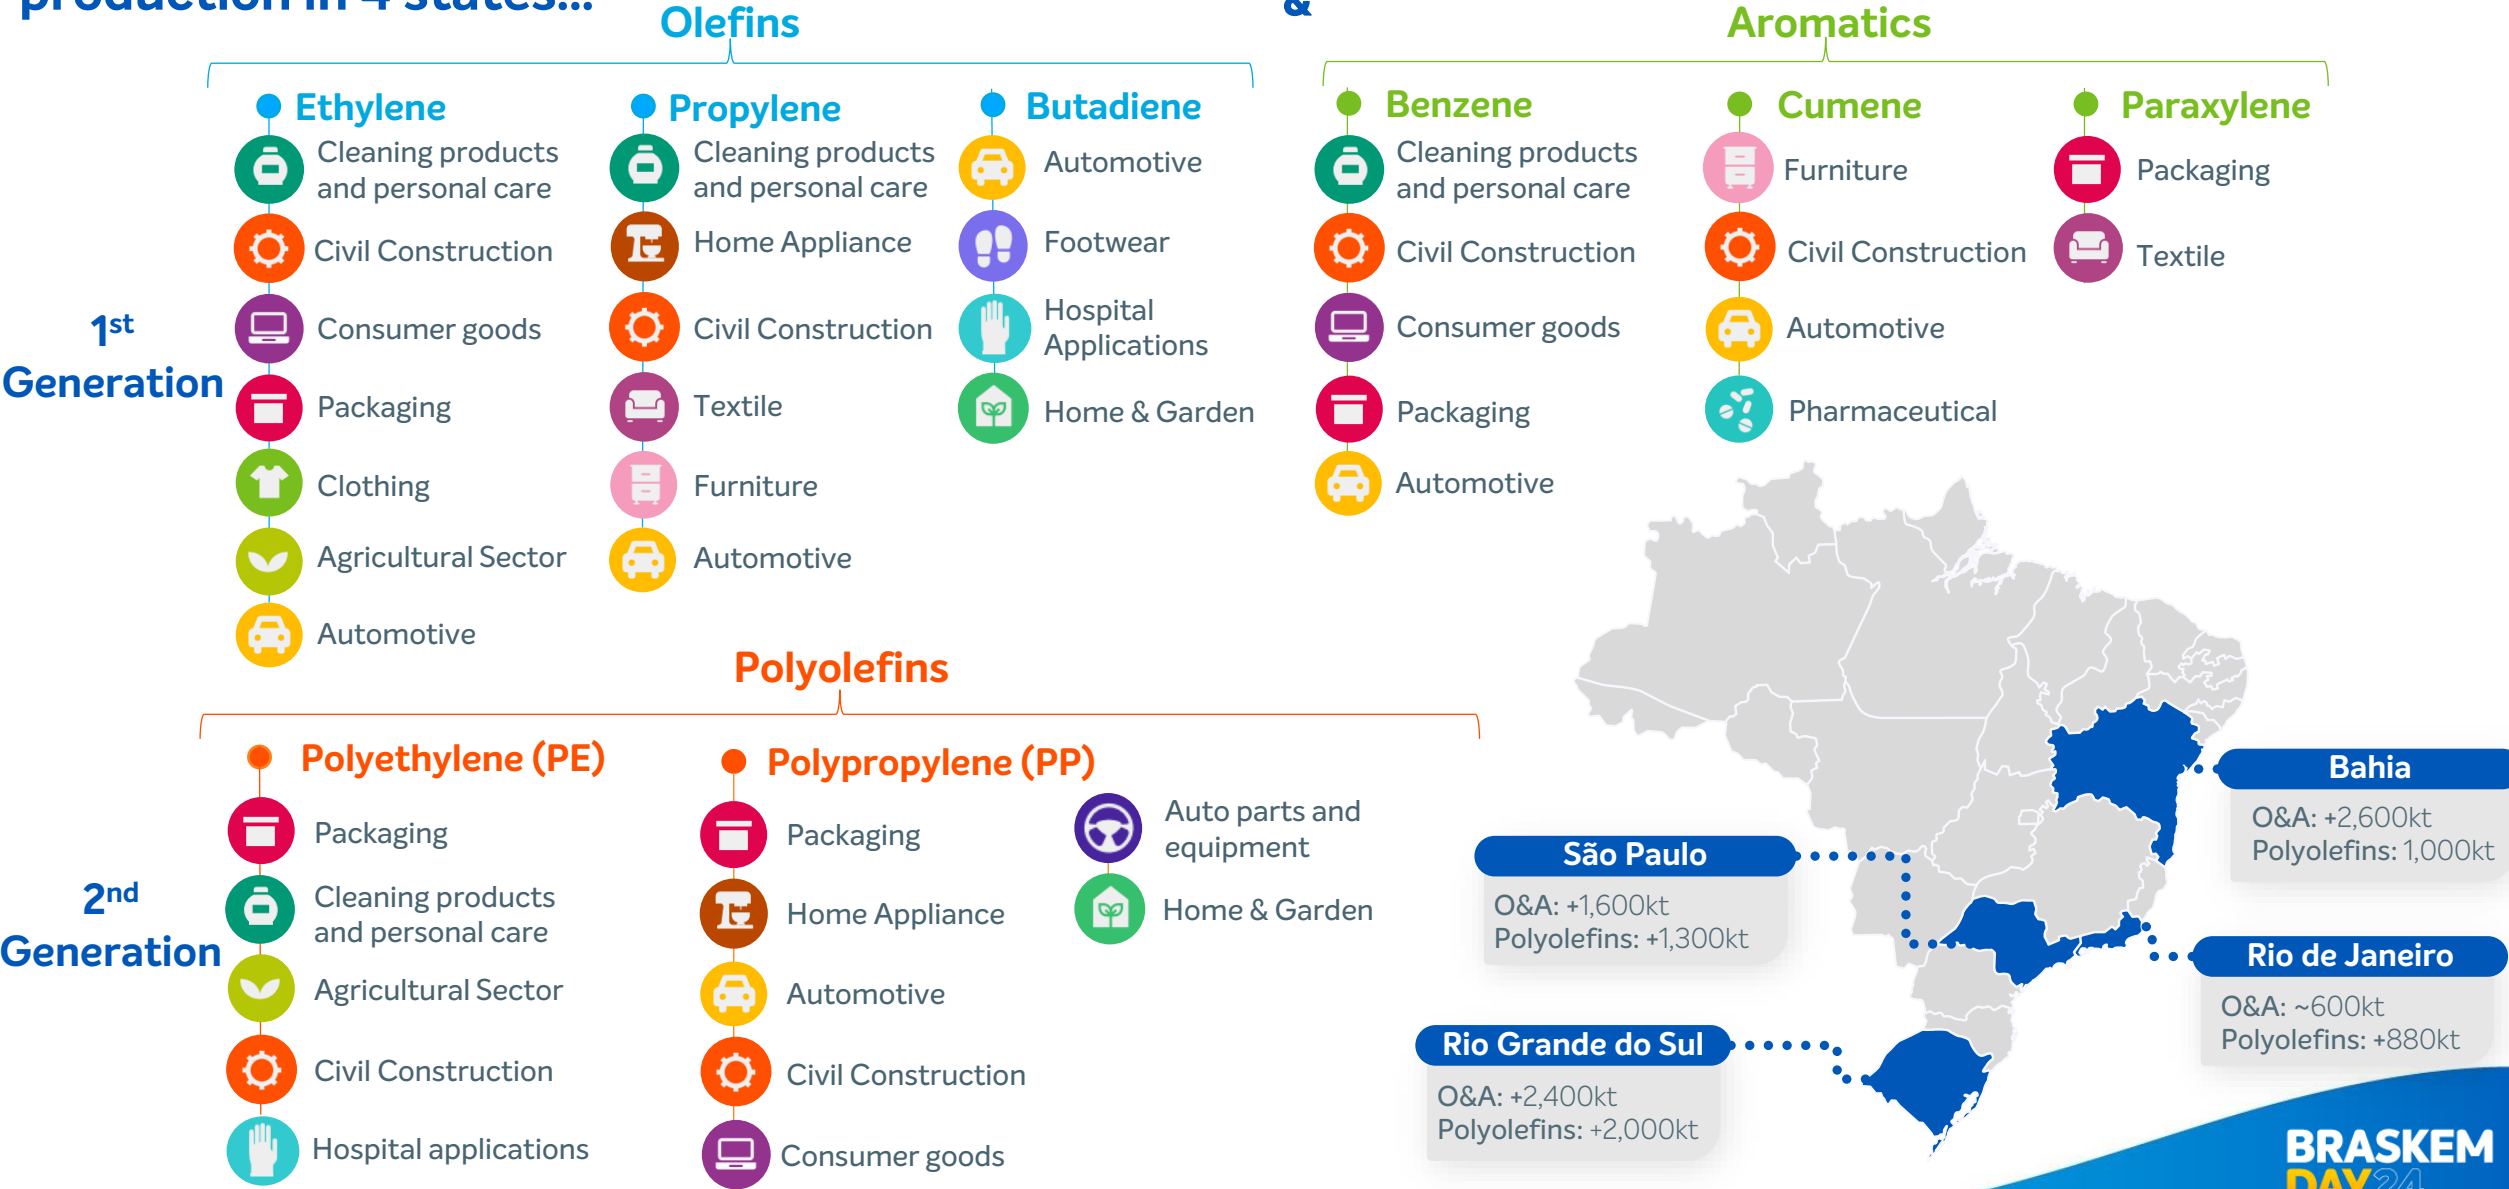 production in 4 states...
&
Olefins
Aromatics
Ethylene
Cleaning products
and personal care
Civil Construction
Consumer goods
Packaging
Clothing
Agricultural Sector
Automotive
Propylene
Cleaning products
and personal care
Home Appliance
Civil Construction
Textile
Furniture
Automotive
Butadiene
Automotive
Footwear
Hospital
Applications
Home & Garden
Benzene
Cleaning products
and personal care
Civil Construction
Consumer goods
Packaging
Automotive
Cumene
Furniture
Civil Construction
Automotive
Pharmaceutical
Paraxylene
Packaging
Textile
1st
Generation
Polyolefins
Polyethylene (PE)
Packaging
Cleaning products
and personal care
Agricultural Sector
Civil Construction
Hospital applications
Polypropylene (PP)
Packaging
Home Appliance
Automotive
Civil Construction
Consumer goods
Auto parts and
equipment
Home & Garden
2nd
Generation
Bahia
O&A: +2,600kt
Polyolefins: 1,000kt
São Paulo
O&A: +1,600kt
Polyolefins: +1,300kt
Rio de Janeiro
O&A: ~600kt
Polyolefins: +880kt
Rio Grande do Sul
O&A: +2,400kt
Polyolefins: +2,000kt
BRASKEM
DAY24